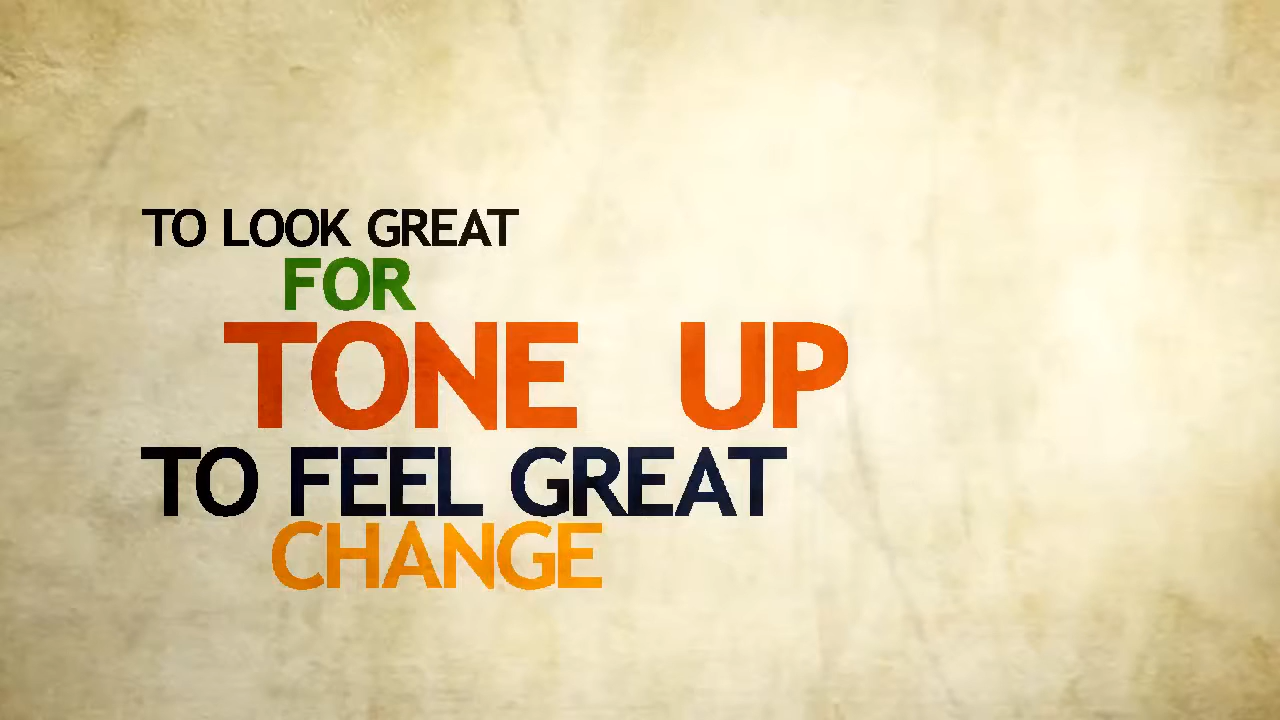 TO LOOK GREAT
FOR
TONE UP
TO FEEL GREAT
CHANGE